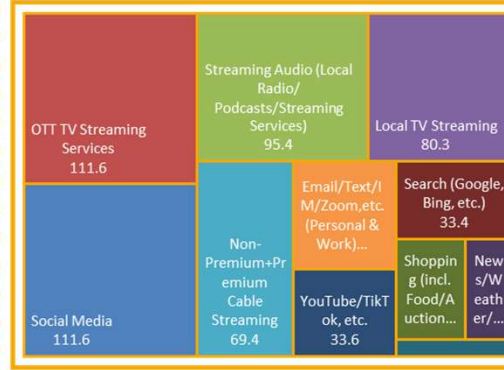 OTT TV Streaming
Services
111.6
Social Media
111.6
Streaming Audio (Local
Radio/
Podcasts/Streaming
Services)
95.4
Local TV Streaming
80.3
Non-
Premium+Pr
emium
Cable
Streaming
69.4
Email/Text/I
M/Zoom,etc.
(Personal &
Work)...
YouTube/TikT
ok, etc.
33.6
Search (Google,
Bing, etc.)
33.4
Shoppin
g (incl.
Food/A
uction...
New
s/W
eath
er/...